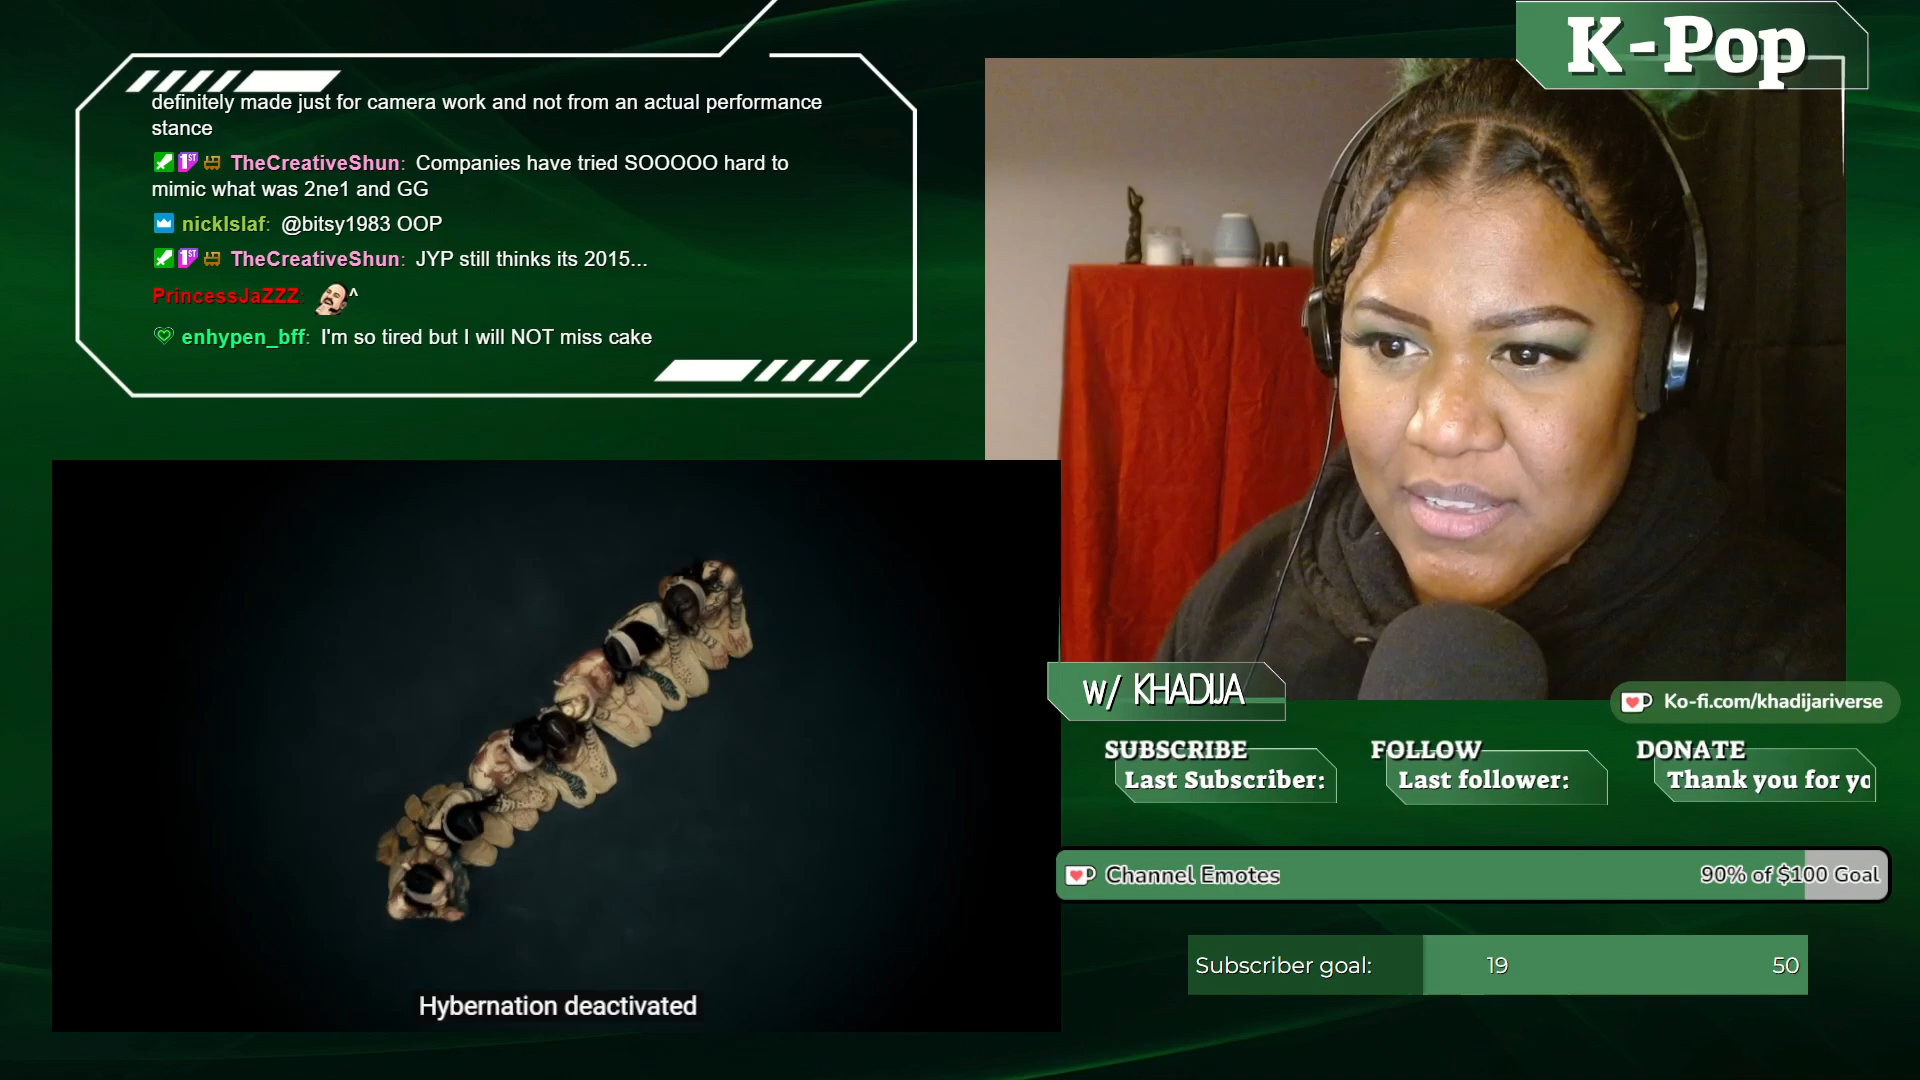 K-Pop
definitely made just for camera work and not from an actual performance
stance
1ST TheCreativeShun: Companies have tried SOOOOO hard to
mimic what was 2ne1 and GG
nicklslaf: @bitsy1983 OOP
1ST TheCreativeShun: JYP still thinks its 2015...
PrincessJaZZZ: ^
enhypen_bff: I'm so tired but I will NOT miss cake
w/ KHADIJA
Ko-fi.com/khadijariverse
SUBSCRIBE
Last Subscriber:
FOLLOW
Last follower:
DONATE
Thank you for yo
Channel Emotes 90% of $100 Goal
Subscriber goal: 19 50
Hybernation deactivated